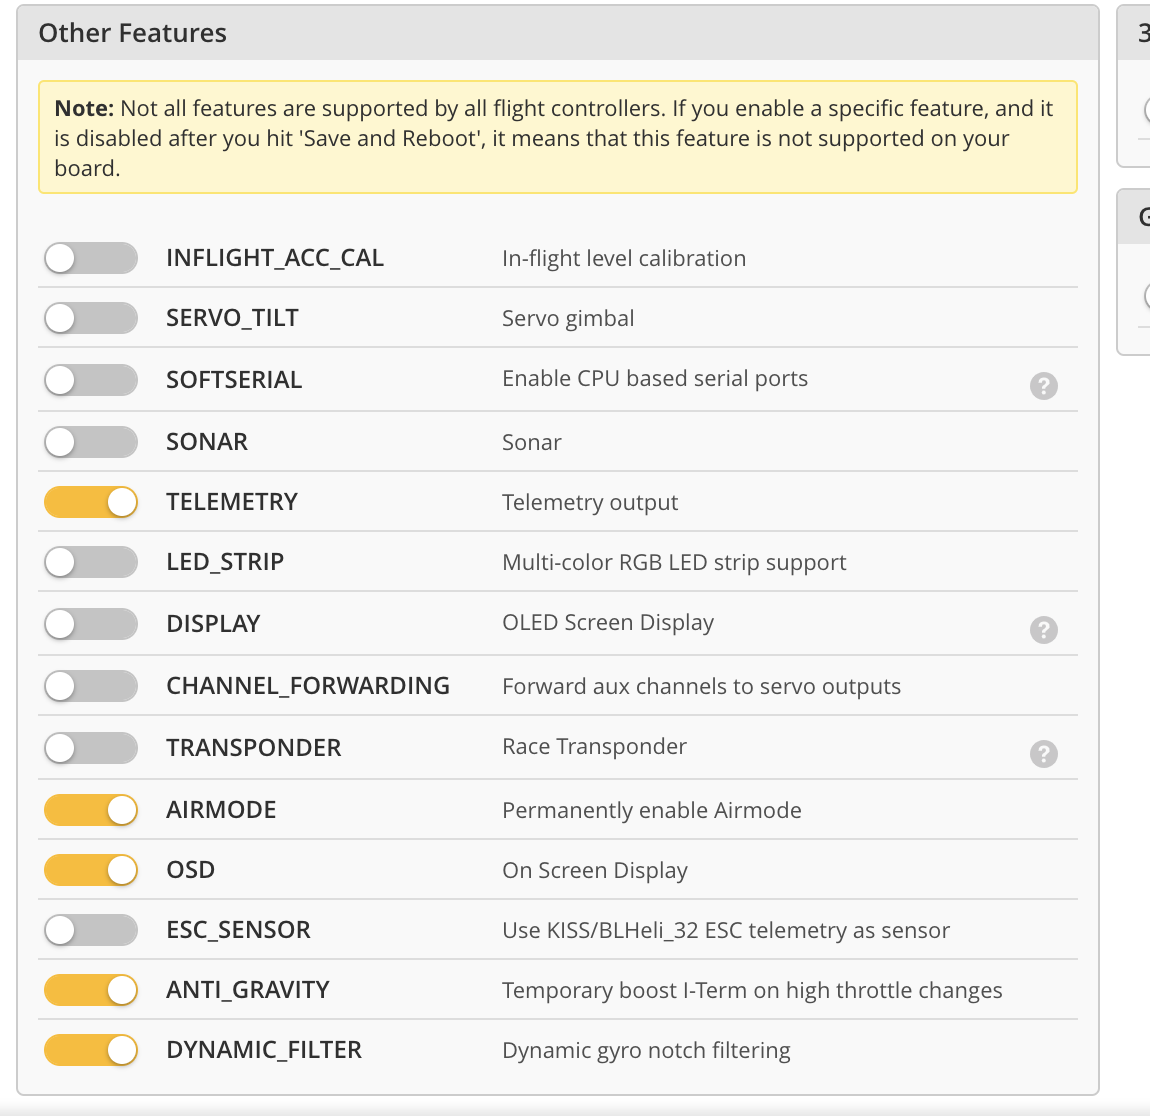 Other Features
Note: Not all features are supported by all flight controllers. If you enable a specific feature, and it
is disabled after you hit 'Save and Reboot', it means that this feature is not supported on your
board.
INFLIGHT_ACC_CAL In-flight level calibration
SERVO_TILT Servo gimbal
SOFTSERIAL Enable CPU based serial ports ?
SONAR Sonar
TELEMETRY Telemetry output
LED_STRIP Multi-color RGB LED strip support
DISPLAY OLED Screen Display ?
CHANNEL_FORWARDING Forward aux channels to servo outputs
TRANSPONDER Race Transponder ?
AIRMODE Permanently enable Airmode
OSD On Screen Display
ESC_SENSOR Use KISS/BLHeli_32 ESC telemetry as sensor
ANTI_GRAVITY Temporary boost I-Term on high throttle changes
DYNAMIC_FILTER Dynamic gyro notch filtering